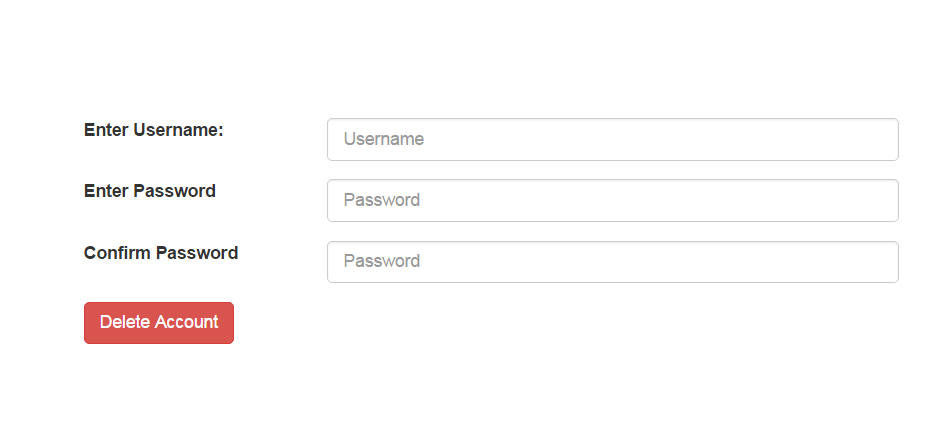 Enter Username:
Username
Enter Password
Password
Confirm Password
Password
Delete Account